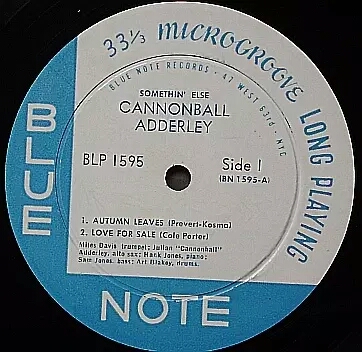 33⅓ MICROGROOVE LONG PLAYING
BLUE NOTE RECORDS · 47 WEST 63rd · NYC
SOMETHIN' ELSE
CANNONBALL
ADDERLEY
BLP 1595
Side 1
(BN 1595-A)
1. AUTUMN LEAVES (Prevert-Kosma)
2. LOVE FOR SALE (Cole Porter)
Miles Davis trumpet; Julian "Cannonball"
Adderley, alto sax; Hank Jones, piano;
Sam Jones, bass; Art Blakey, drums.
BLUE
NOTE